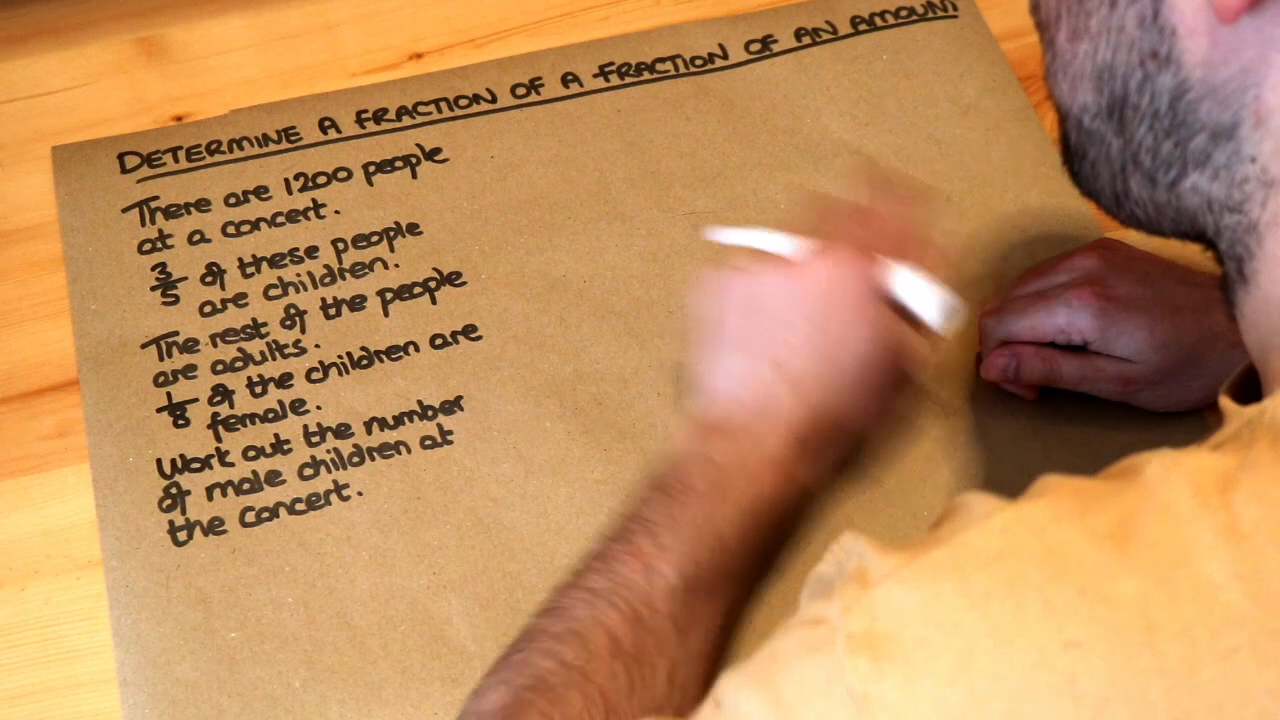 DETERMINE A FRACTION OF A FRACTION OF AN AMOUNT
There are 1200 people
at a concert.
3/5 of these people
are children.
The rest of the people
are adults.
1/8 of the children are
female.
Work out the number
of male children at
the concert.